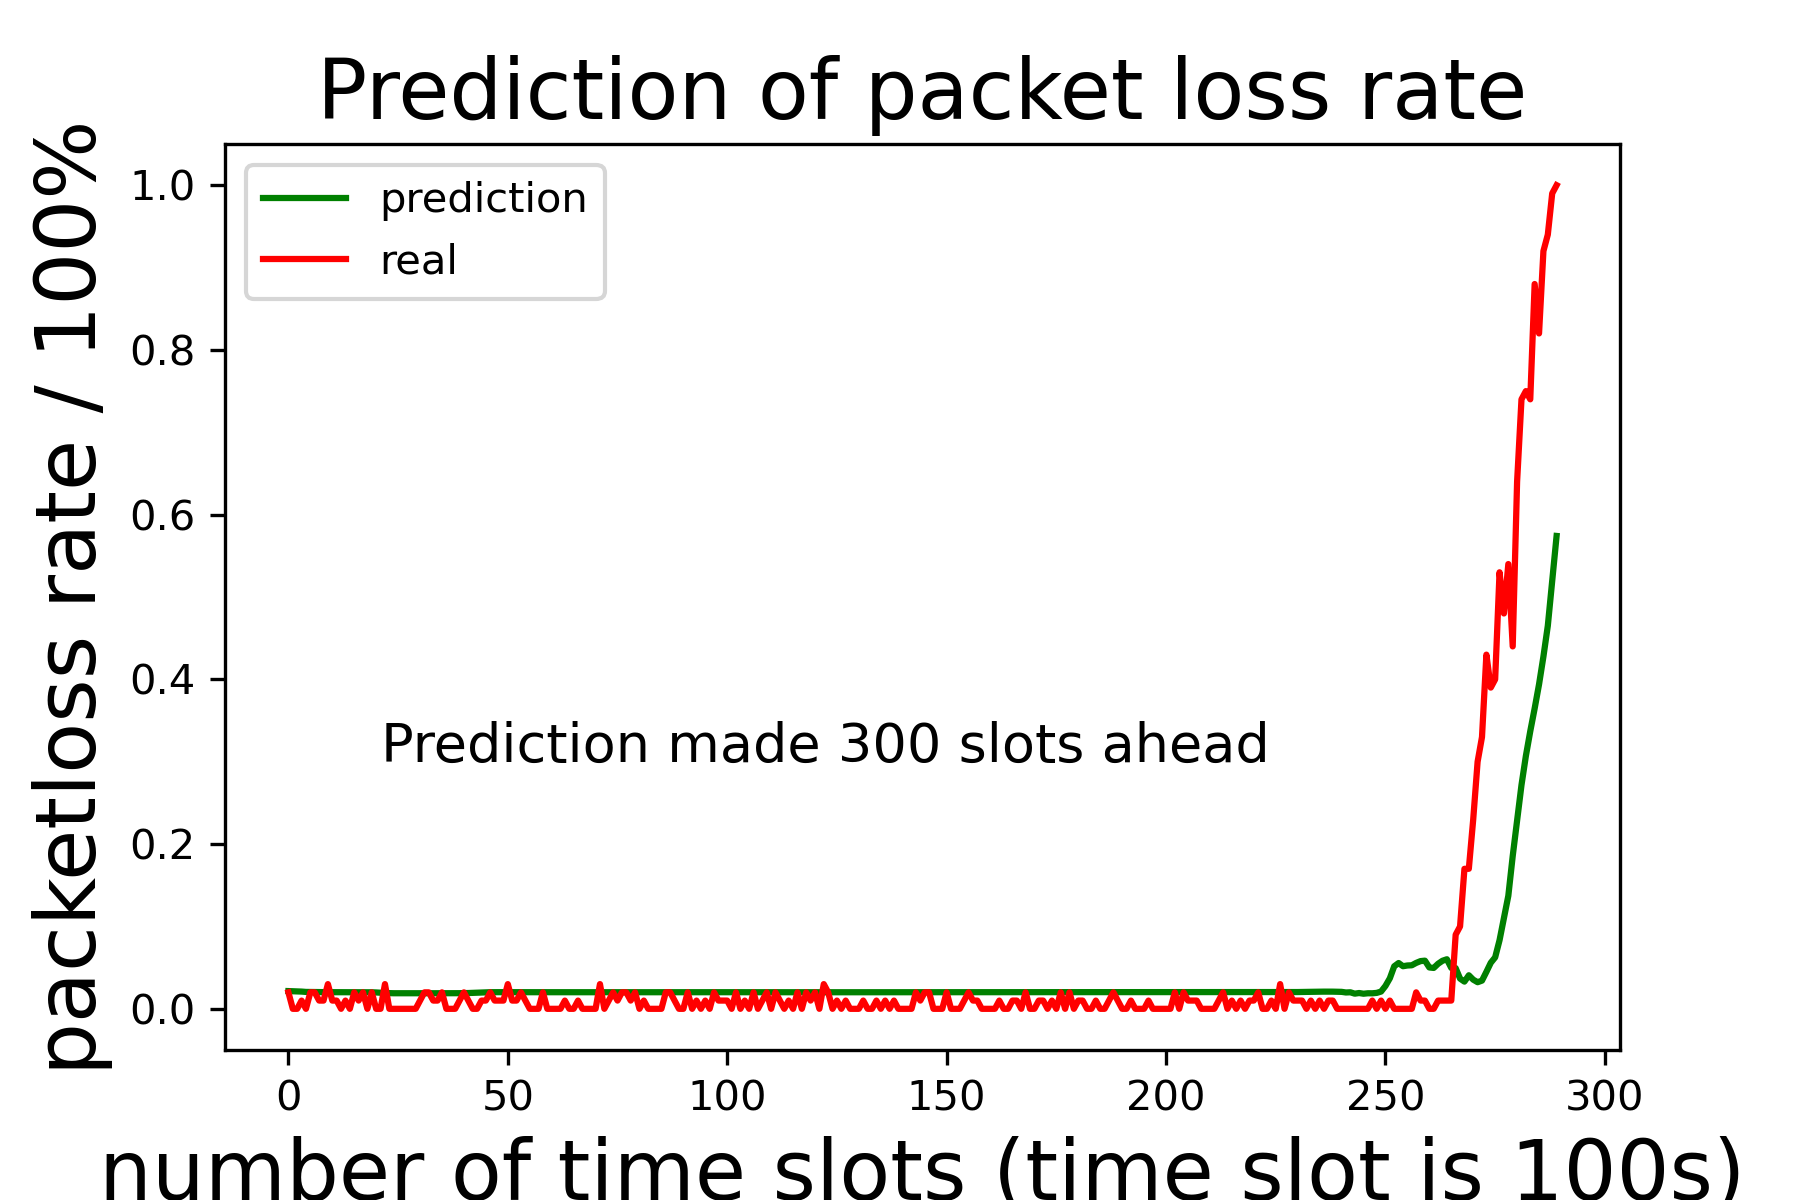 Prediction of packet loss rate
packetloss rate / 100%
1.0
0.8
0.6
0.4
0.2
0.0
prediction
real
Prediction made 300 slots ahead
0 50 100 150 200 250 300
number of time slots (time slot is 100s)